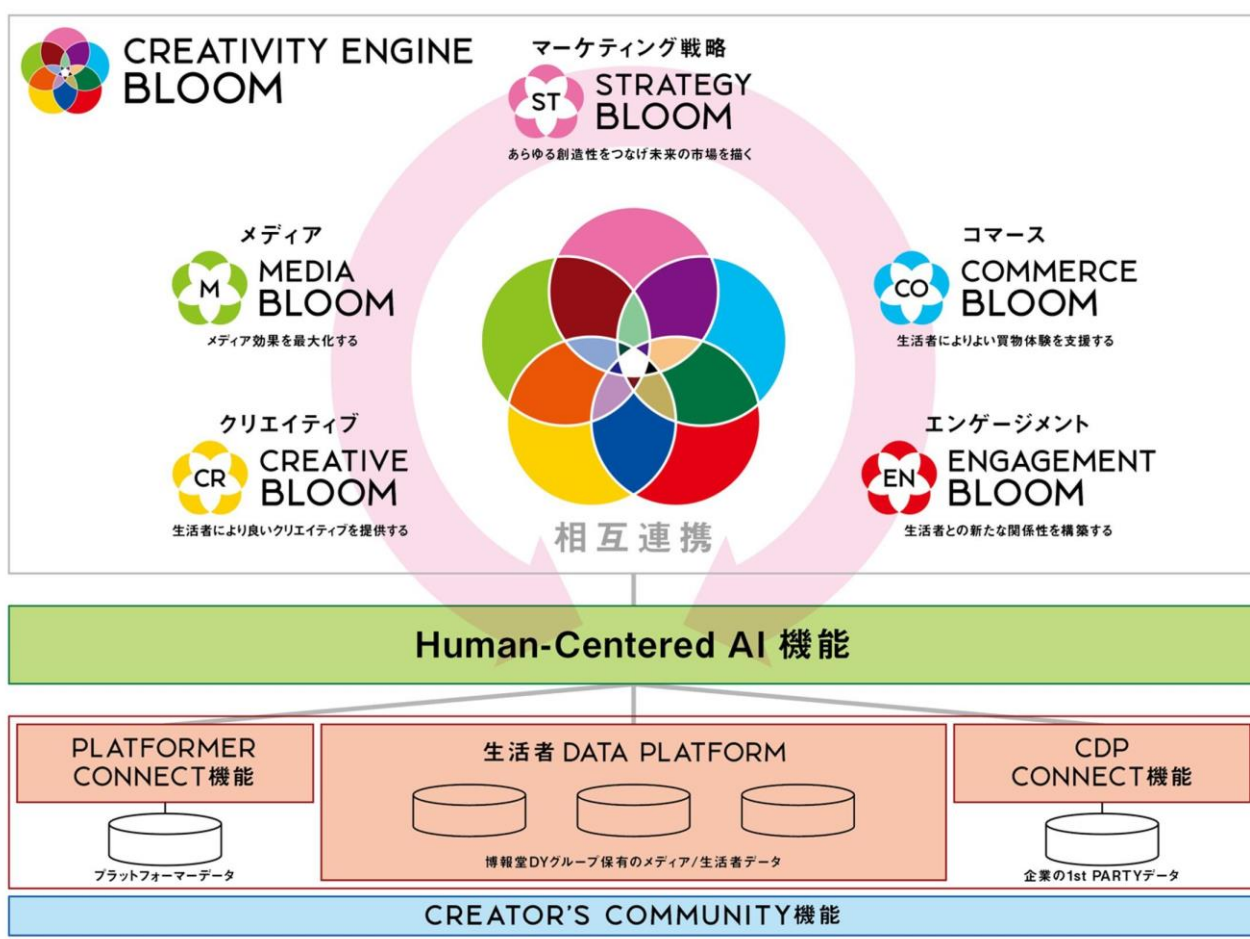 CREATIVITY ENGINE
BLOOM
マーケティング戦略
ST
STRATEGY
BLOOM
あらゆる創造性をつなげ未来の市場を描く
メディア
M
MEDIA
BLOOM
メディア効果を最大化する
コマース
CO
COMMERCE
BLOOM
生活者によりよい買物体験を支援する
クリエイティブ
CR
CREATIVE
BLOOM
生活者により良いクリエイティブを提供する
エンゲージメント
EN
ENGAGEMENT
BLOOM
生活者との新たな関係性を構築する
相互連携
Human-Centered AI 機能
PLATFORMER
CONNECT機能
プラットフォーマーデータ
生活者 DATA PLATFORM
博報堂DYグループ保有のメディア/生活者データ
CDP
CONNECT機能
企業の1st PARTYデータ
CREATOR'S COMMUNITY機能